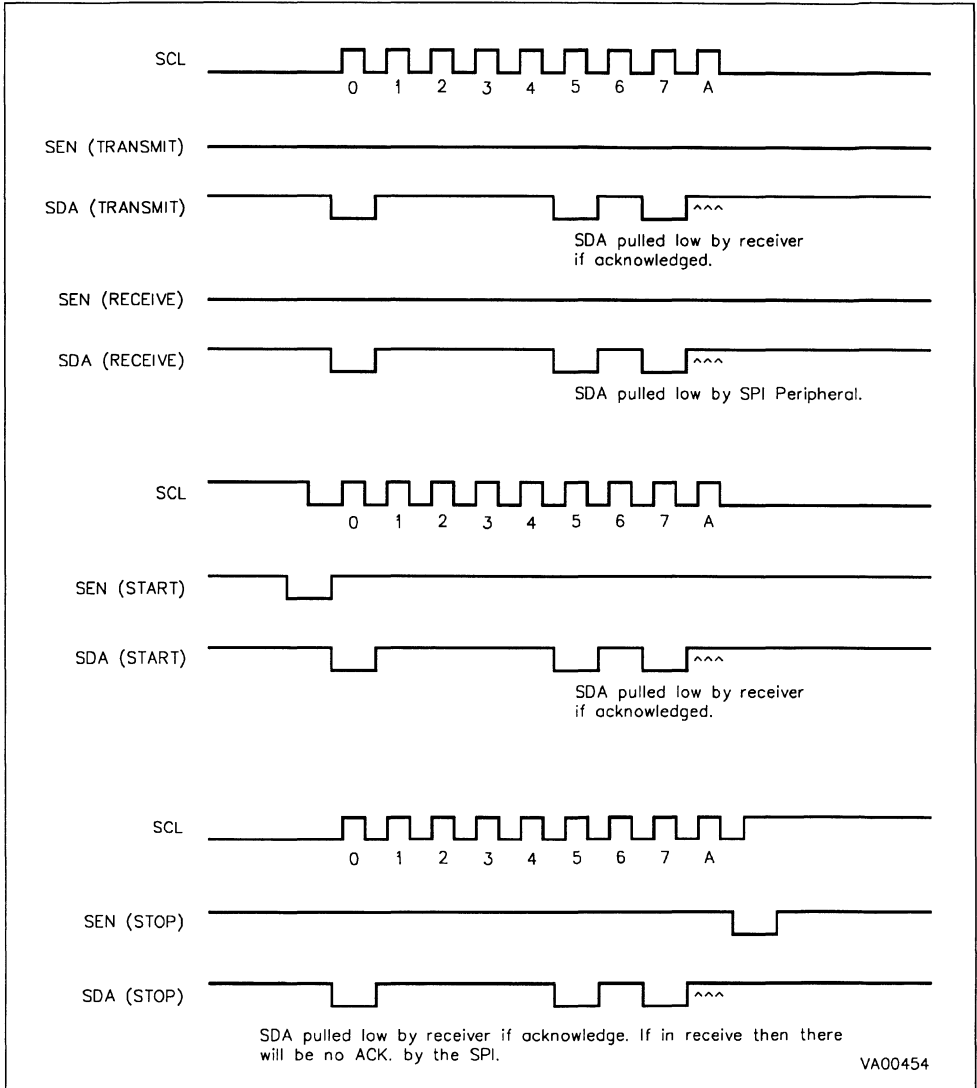 SCL
0 1 2 3 4 5 6 7 A
SEN (TRANSMIT)
SDA (TRANSMIT)
^^^
SDA pulled low by receiver
if acknowledged.
SEN (RECEIVE)
SDA (RECEIVE)
^^^
SDA pulled low by SPI Peripheral.
SCL
0 1 2 3 4 5 6 7 A
SEN (START)
SDA (START)
^^^
SDA pulled low by receiver
if acknowledged.
SCL
0 1 2 3 4 5 6 7 A
SEN (STOP)
SDA (STOP)
^^^
SDA pulled low by receiver if acknowledge. If in receive then there
will be no ACK. by the SPI.
VA00454